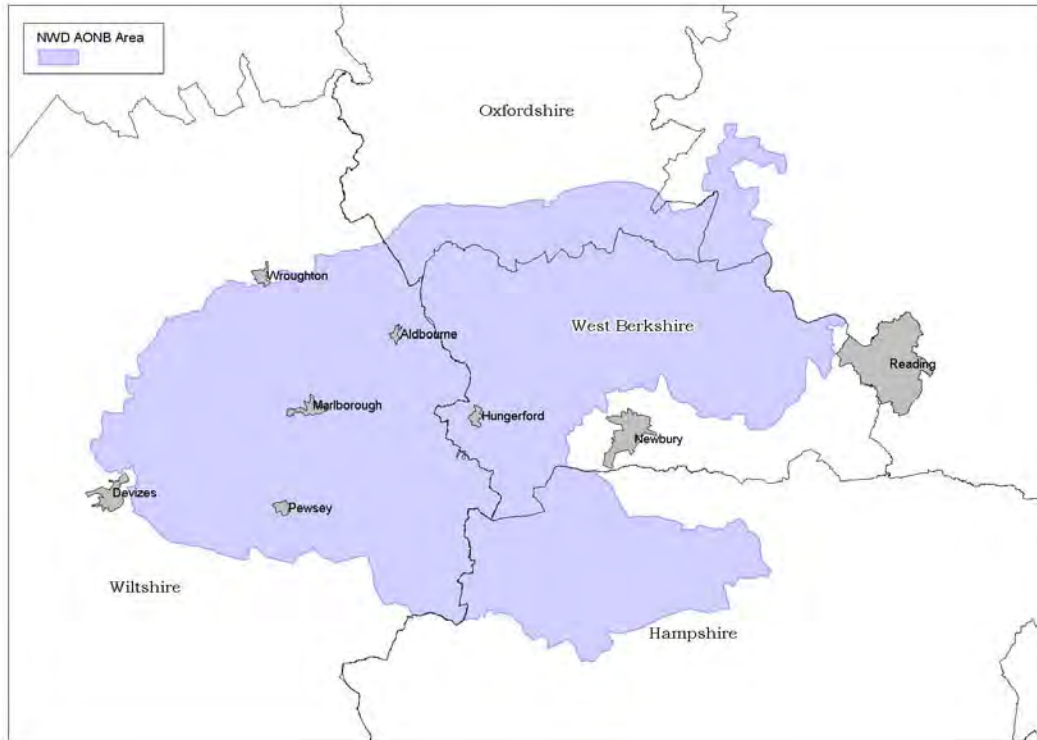 NWD AONB Area
Oxfordshire
Wroughton
West Berkshire
Aldbourne
Reading
Marlborough
Hungerford
Newbury
Devizes
Pewsey
Wiltshire
Hampshire